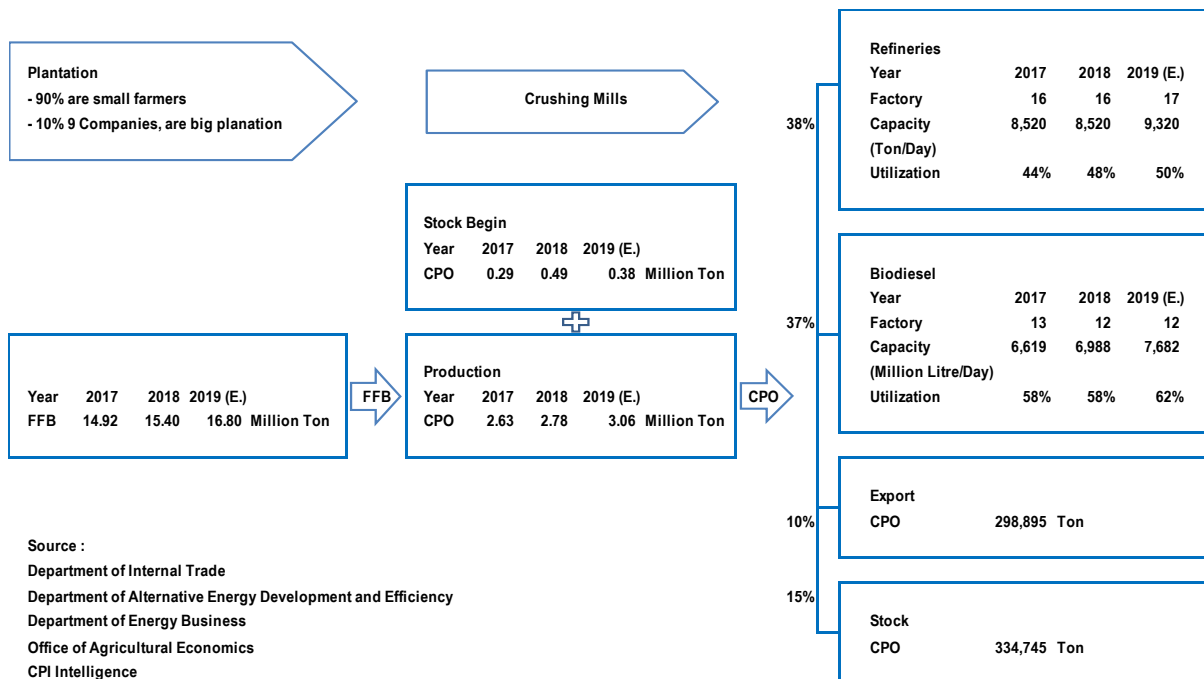 Plantation
- 90% are small farmers
- 10% 9 Companies, are big planation
Crushing Mills
Stock Begin
Year 2017 2018 2019 (E.)
CPO 0.29 0.49 0.38 Million Ton
Year 2017 2018 2019 (E.)
FFB 14.92 15.40 16.80 Million Ton
FFB
Production
Year 2017 2018 2019 (E.)
CPO 2.63 2.78 3.06 Million Ton
CPO
38%
Refineries
Year 2017 2018 2019 (E.)
Factory 16 16 17
Capacity 8,520 8,520 9,320
(Ton/Day)
Utilization 44% 48% 50%
37%
Biodiesel
Year 2017 2018 2019 (E.)
Factory 13 12 12
Capacity 6,619 6,988 7,682
(Million Litre/Day)
Utilization 58% 58% 62%
10%
Export
CPO 298,895 Ton
15%
Stock
CPO 334,745 Ton
Source :
Department of Internal Trade
Department of Alternative Energy Development and Efficiency
Department of Energy Business
Office of Agricultural Economics
CPI Intelligence